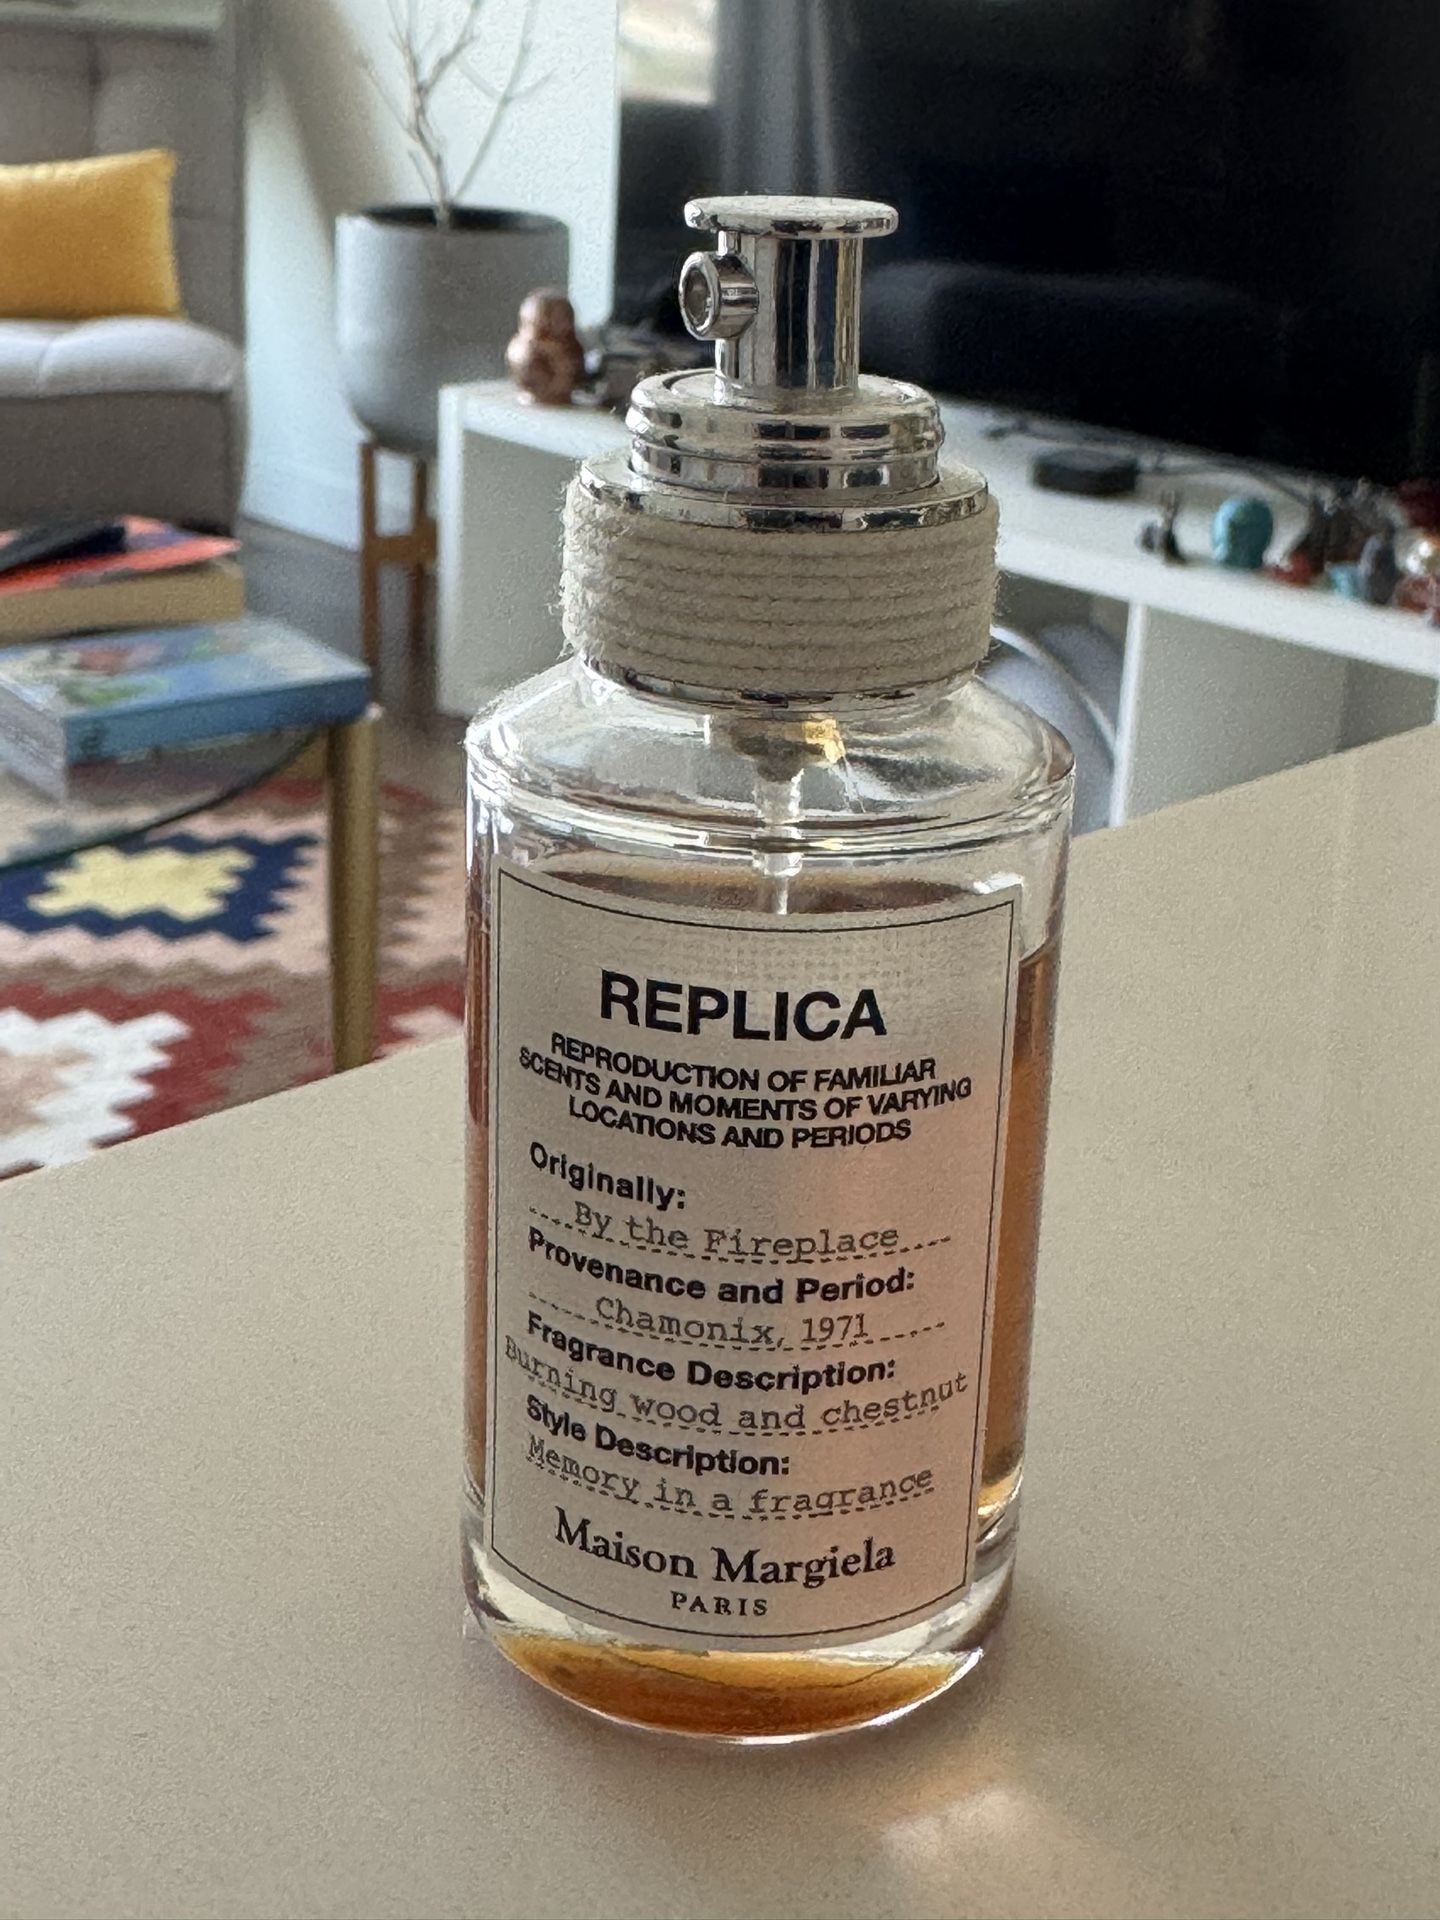 REPLICA
REPRODUCTION OF FAMILIAR
SCENTS AND MOMENTS OF VARYING
LOCATIONS AND PERIODS
Originally:
By the Fireplace
Provenance and Period:
Chamonix, 1971
Fragrance Description:
Burning wood and chestnut
Style Description:
Memory in a fragrance
Maison Margiela
PARIS